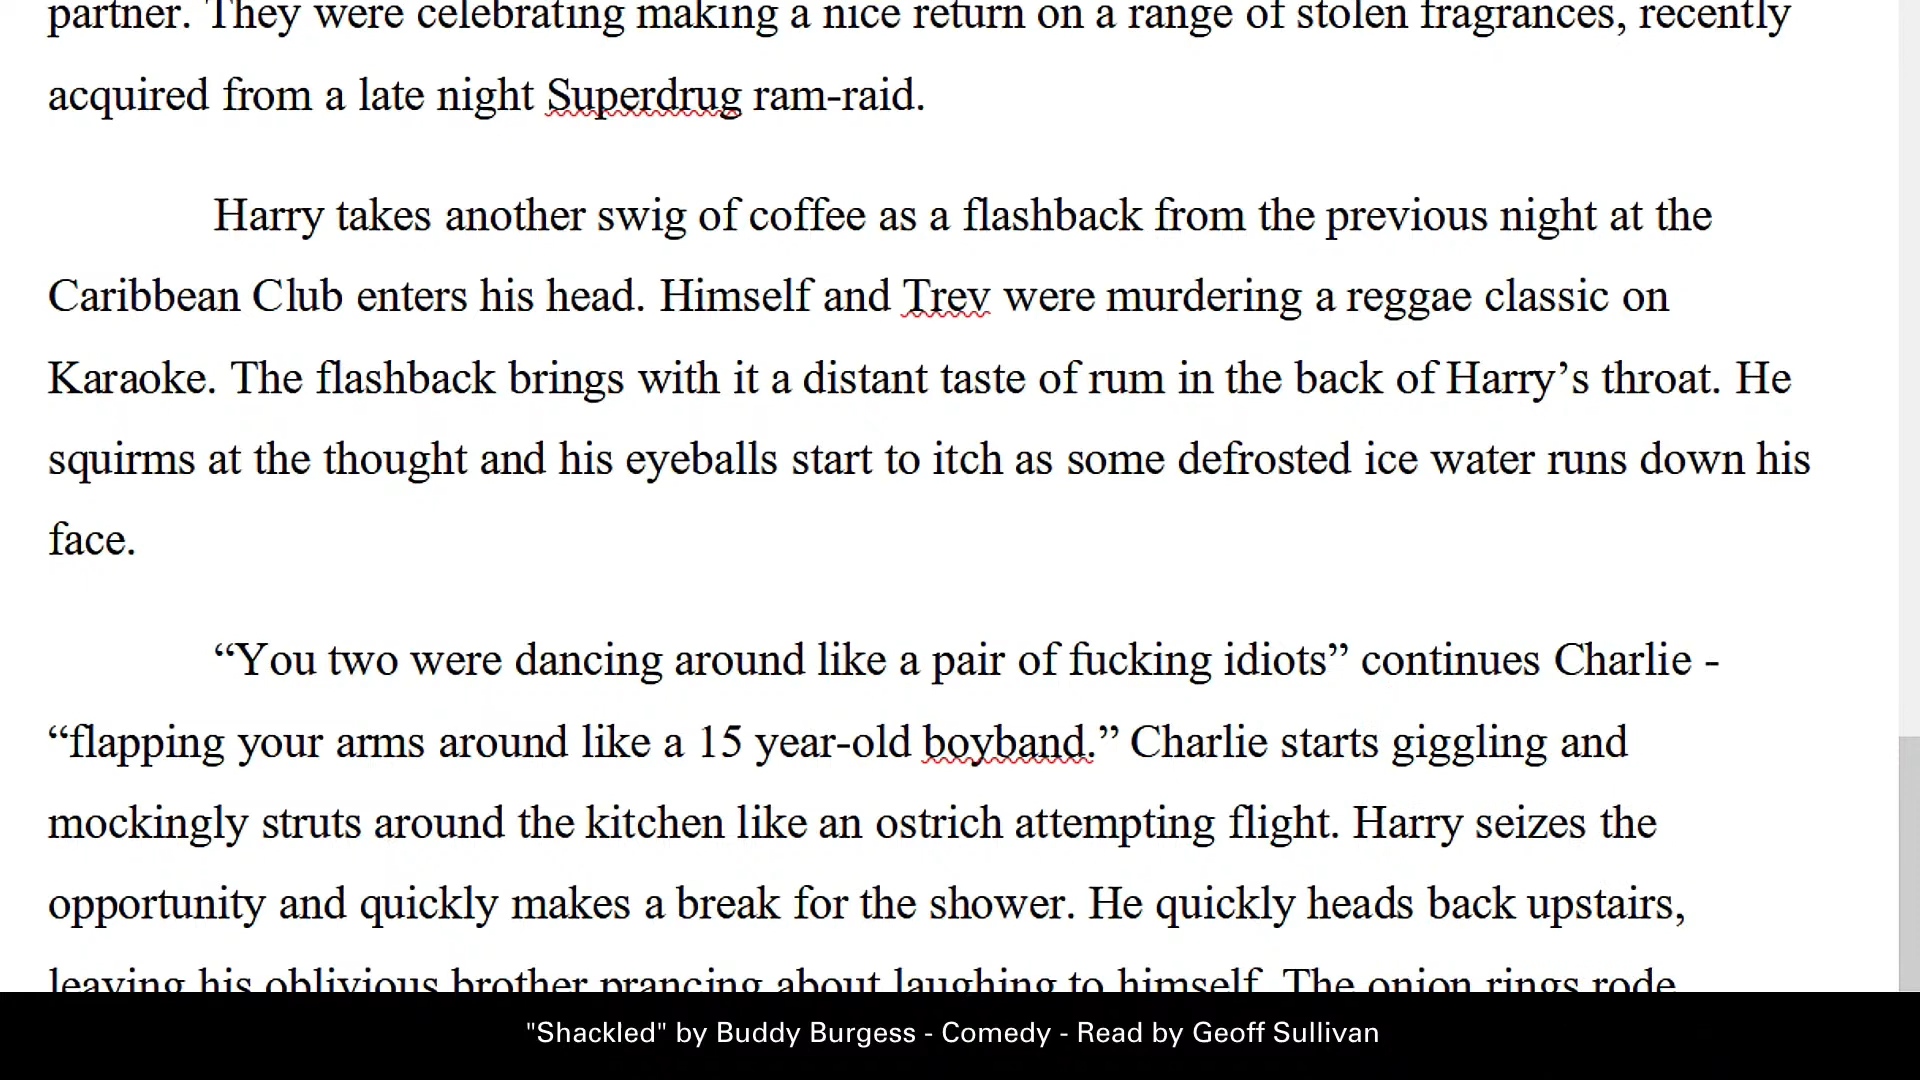 partner. They were celebrating making a nice return on a range of stolen fragrances, recently
acquired from a late night Superdrug ram-raid.
Harry takes another swig of coffee as a flashback from the previous night at the
Caribbean Club enters his head. Himself and Trev were murdering a reggae classic on
Karaoke. The flashback brings with it a distant taste of rum in the back of Harry’s throat. He
squirms at the thought and his eyeballs start to itch as some defrosted ice water runs down his
face.
“You two were dancing around like a pair of fucking idiots” continues Charlie -
“flapping your arms around like a 15 year-old boyband.” Charlie starts giggling and
mockingly struts around the kitchen like an ostrich attempting flight. Harry seizes the
opportunity and quickly makes a break for the shower. He quickly heads back upstairs,
leaving his oblivious brother prancing about laughing to himself. The onion rings rode
"Shackled" by Buddy Burgess - Comedy - Read by Geoff Sullivan